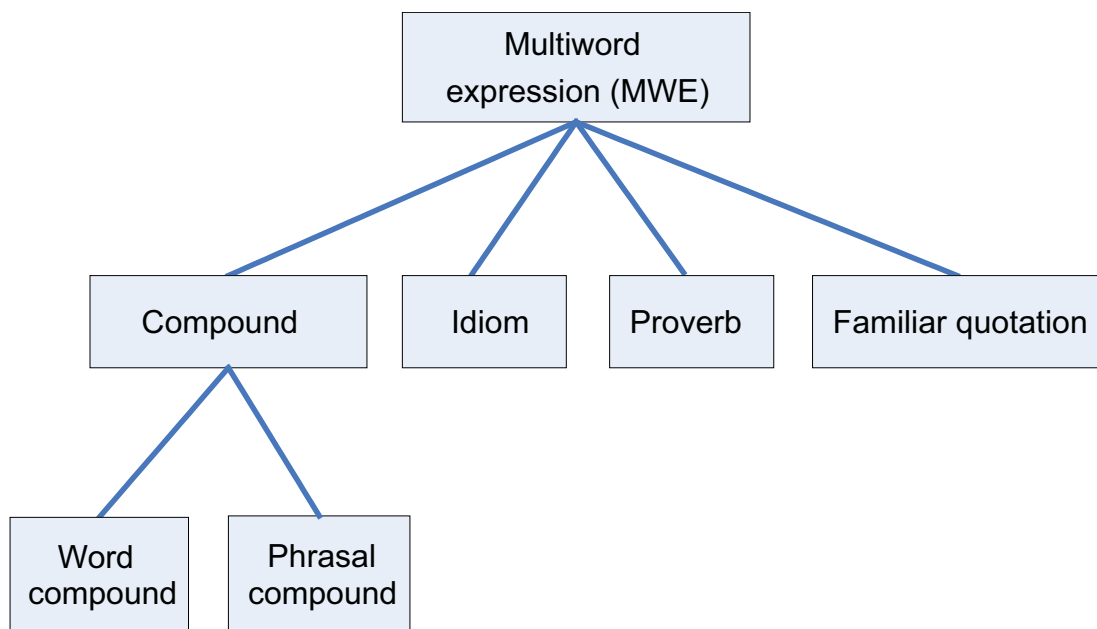 Multiword
expression (MWE)
Compound
Idiom
Proverb
Familiar quotation
Word
compound
Phrasal
compound